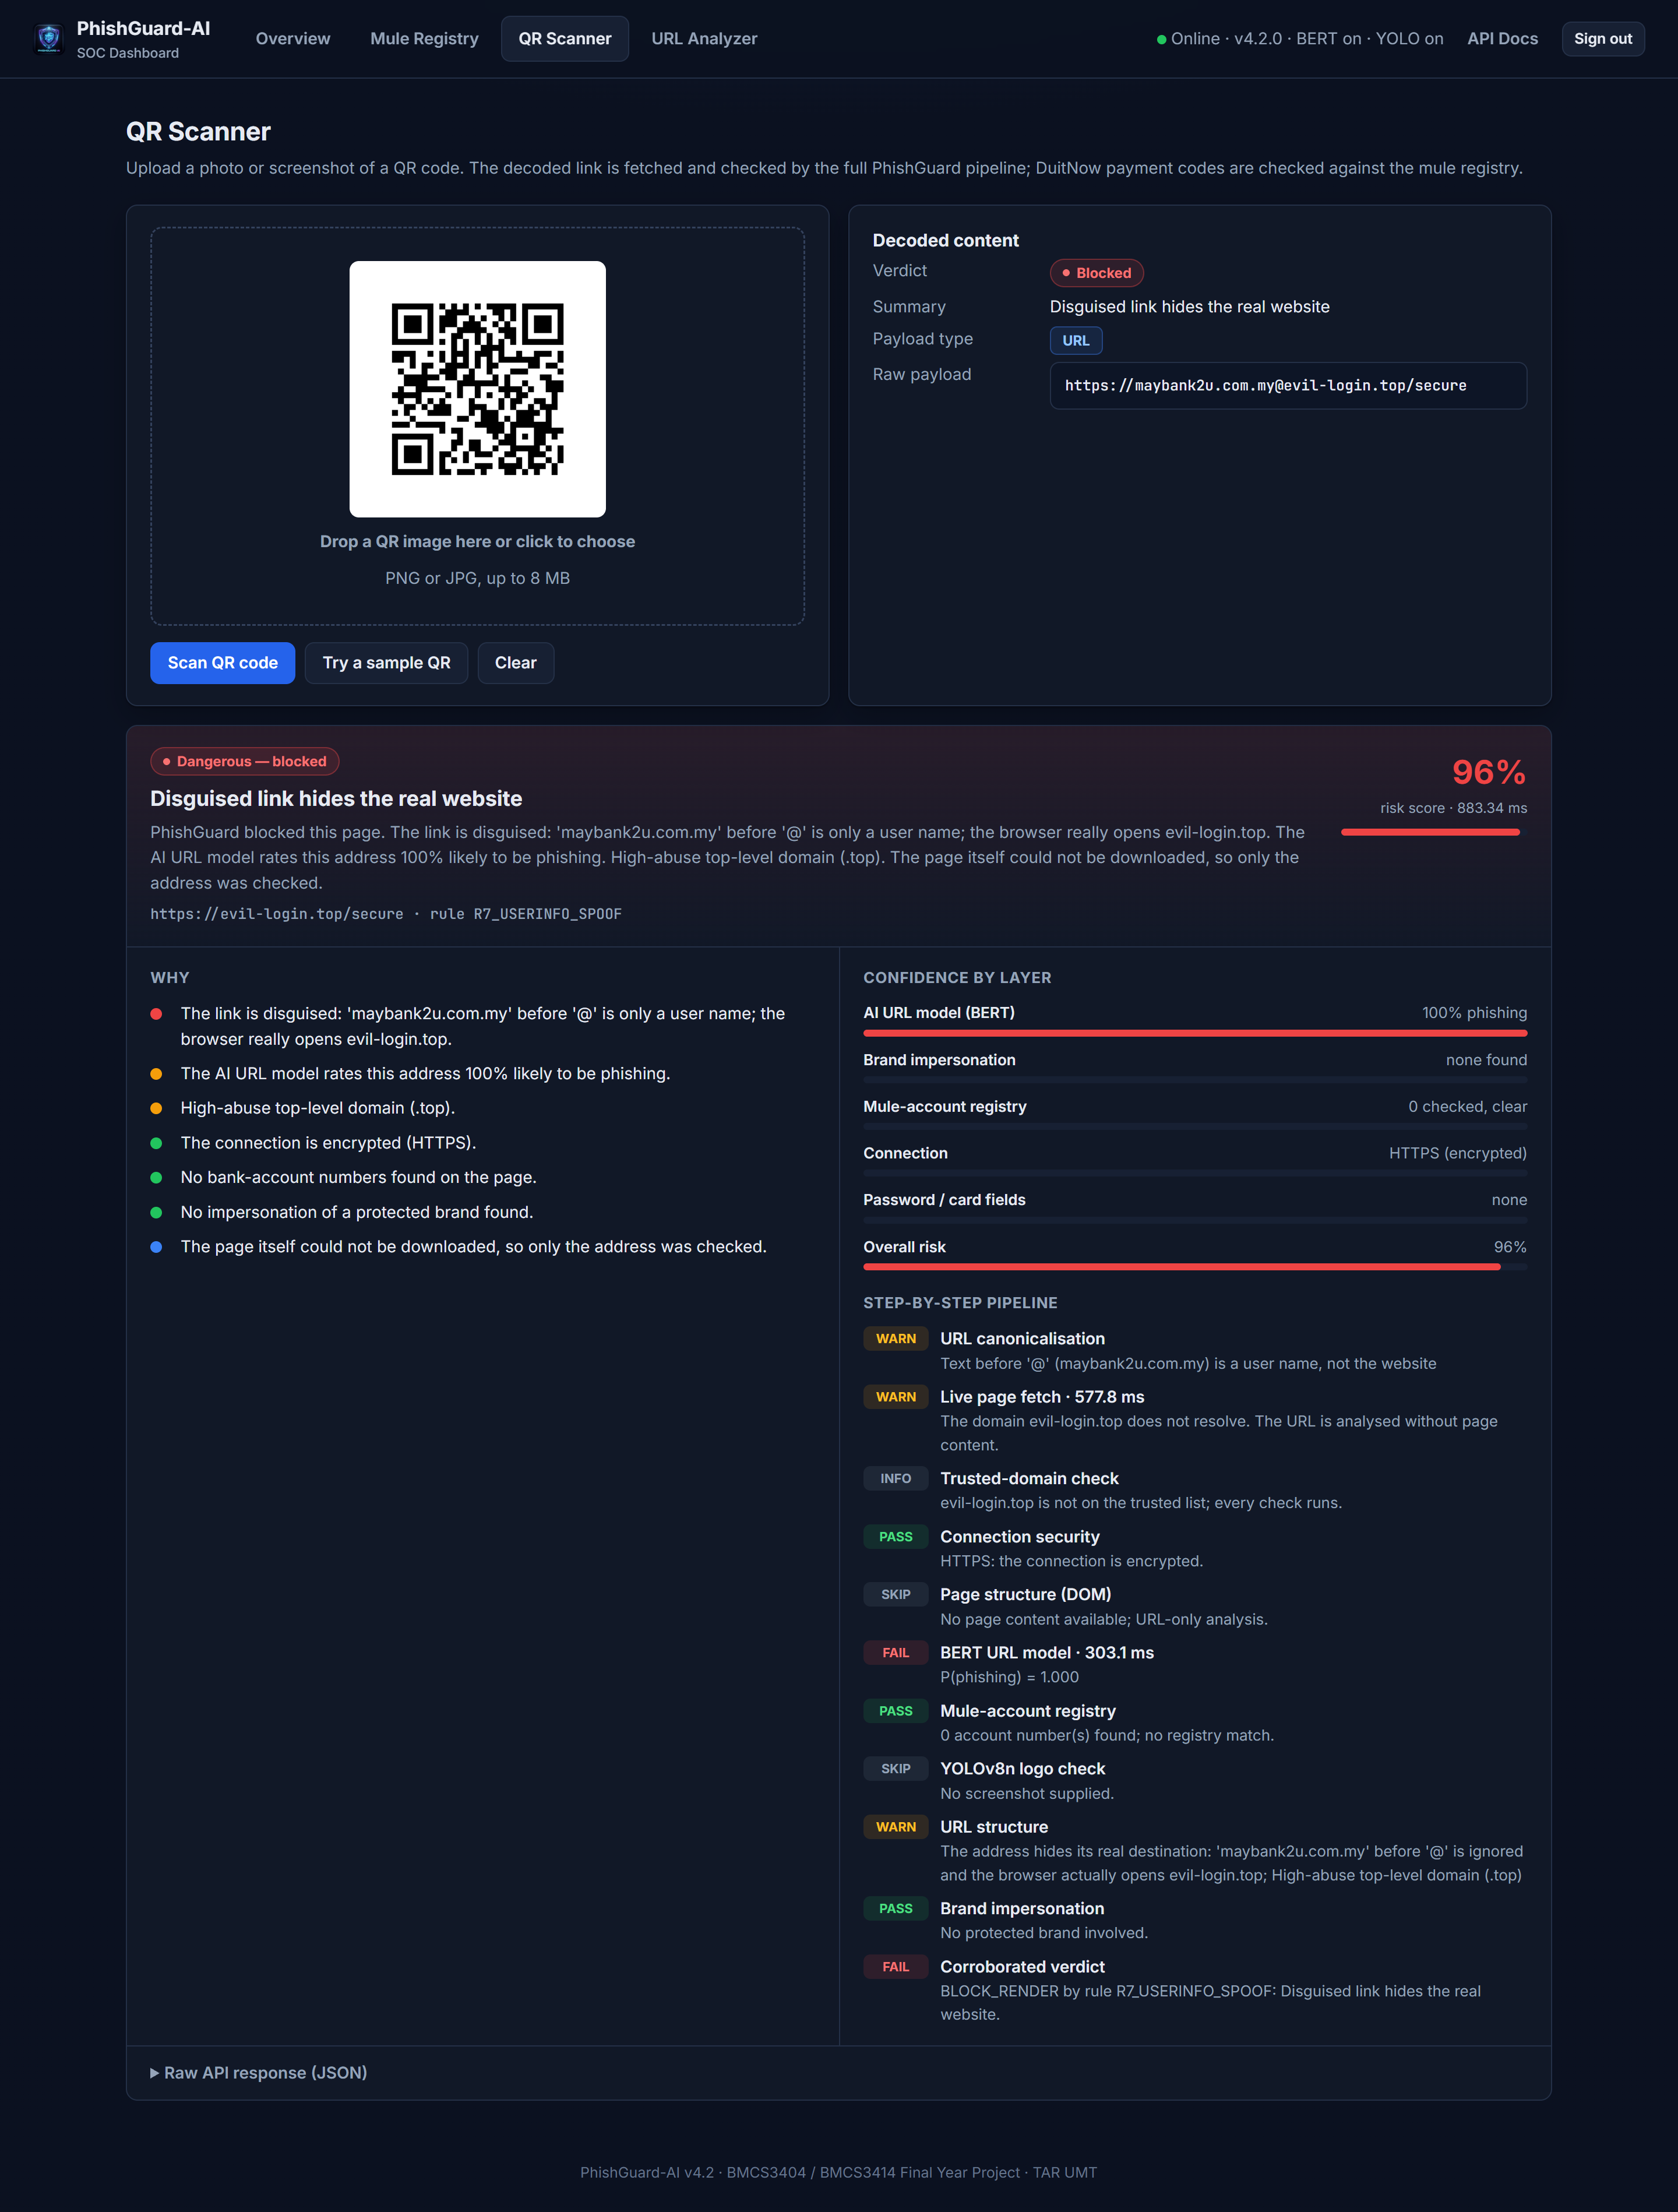 PhishGuard-AI
SOC Dashboard
Overview
Mule Registry
QR Scanner
URL Analyzer
Online · v4.2.0 · BERT on · YOLO on
API Docs
Sign out
QR Scanner
Upload a photo or screenshot of a QR code. The decoded link is fetched and checked by the full PhishGuard pipeline; DuitNow payment codes are checked against the mule registry.
Drop a QR image here or click to choose
PNG or JPG, up to 8 MB
Scan QR code
Try a sample QR
Clear
Decoded content
Verdict
Blocked
Summary
Disguised link hides the real website
Payload type
URL
Raw payload
https://maybank2u.com.my@evil-login.top/secure
Dangerous — blocked
Disguised link hides the real website
PhishGuard blocked this page. The link is disguised: 'maybank2u.com.my' before '@' is only a user name; the browser really opens evil-login.top. The
AI URL model rates this address 100% likely to be phishing. High-abuse top-level domain (.top). The page itself could not be downloaded, so only the
address was checked.
https://evil-login.top/secure · rule R7_USERINFO_SPOOF
96%
risk score · 883.34 ms
WHY
The link is disguised: 'maybank2u.com.my' before '@' is only a user name; the
browser really opens evil-login.top.
The AI URL model rates this address 100% likely to be phishing.
High-abuse top-level domain (.top).
The connection is encrypted (HTTPS).
No bank-account numbers found on the page.
No impersonation of a protected brand found.
The page itself could not be downloaded, so only the address was checked.
CONFIDENCE BY LAYER
AI URL model (BERT)
100% phishing
Brand impersonation
none found
Mule-account registry
0 checked, clear
Connection
HTTPS (encrypted)
Password / card fields
none
Overall risk
96%
STEP-BY-STEP PIPELINE
WARN
URL canonicalisation
Text before '@' (maybank2u.com.my) is a user name, not the website
WARN
Live page fetch · 577.8 ms
The domain evil-login.top does not resolve. The URL is analysed without page
content.
INFO
Trusted-domain check
evil-login.top is not on the trusted list; every check runs.
PASS
Connection security
HTTPS: the connection is encrypted.
SKIP
Page structure (DOM)
No page content available; URL-only analysis.
FAIL
BERT URL model · 303.1 ms
P(phishing) = 1.000
PASS
Mule-account registry
0 account number(s) found; no registry match.
SKIP
YOLOv8n logo check
No screenshot supplied.
WARN
URL structure
The address hides its real destination: 'maybank2u.com.my' before '@' is ignored
and the browser actually opens evil-login.top; High-abuse top-level domain (.top)
PASS
Brand impersonation
No protected brand involved.
FAIL
Corroborated verdict
BLOCK_RENDER by rule R7_USERINFO_SPOOF: Disguised link hides the real
website.
Raw API response (JSON)
PhishGuard-AI v4.2 · BMCS3404 / BMCS3414 Final Year Project · TAR UMT